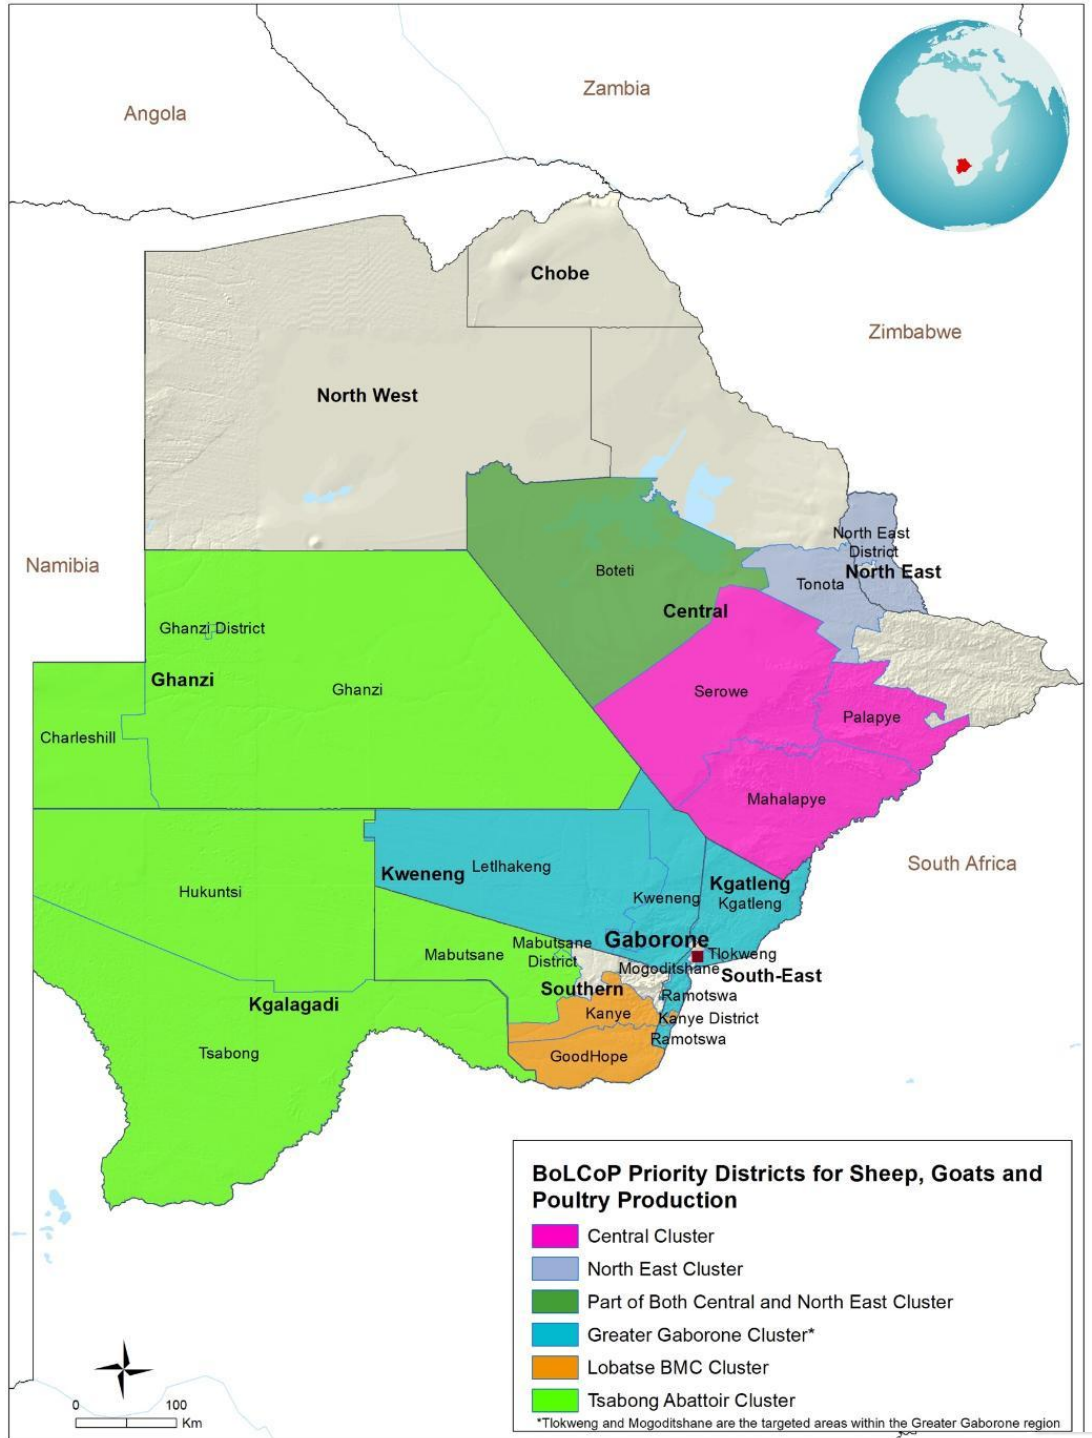 Zambia
Angola
Chobe
Zimbabwe
North West
Namibia
North East
District
North East
Boteti
Tonota
Central
Ghanzi District
Ghanzi
Ghanzi
Serowe
Palapye
Charleshill
Mahalapye
South Africa
Letlhakeng
Kweneng
Kgatleng
Kgatleng
Kweneng
Hukuntsi
Gaborone
Mabutsane
Mabutsane
District
Tlokweng
Mogoditshane
South-East
Southern
Ramotswa
Kgalagadi
Kanye
Kanye District
Ramotswa
Tsabong
GoodHope
BoLCoP Priority Districts for Sheep, Goats and
Poultry Production
Central Cluster
North East Cluster
Part of Both Central and North East Cluster
Greater Gaborone Cluster*
Lobatse BMC Cluster
Tsabong Abattoir Cluster
*Tlokweng and Mogoditshane are the targeted areas within the Greater Gaborone region
0 100
Km